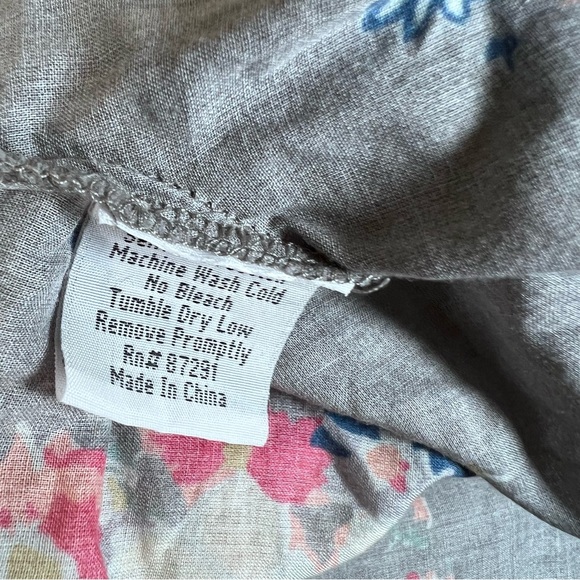 Machine Wash Cold
No Bleach
Tumble Dry Low
Remove Promptly
Rn# 87291
Made In China